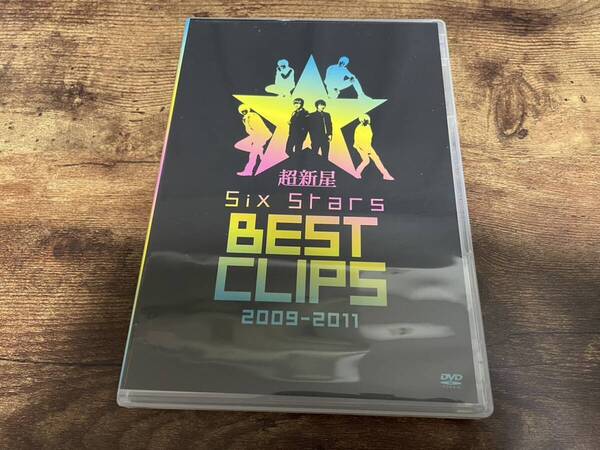 超新星
Six Stars
BEST
CLIPS
2009-2011
DVD